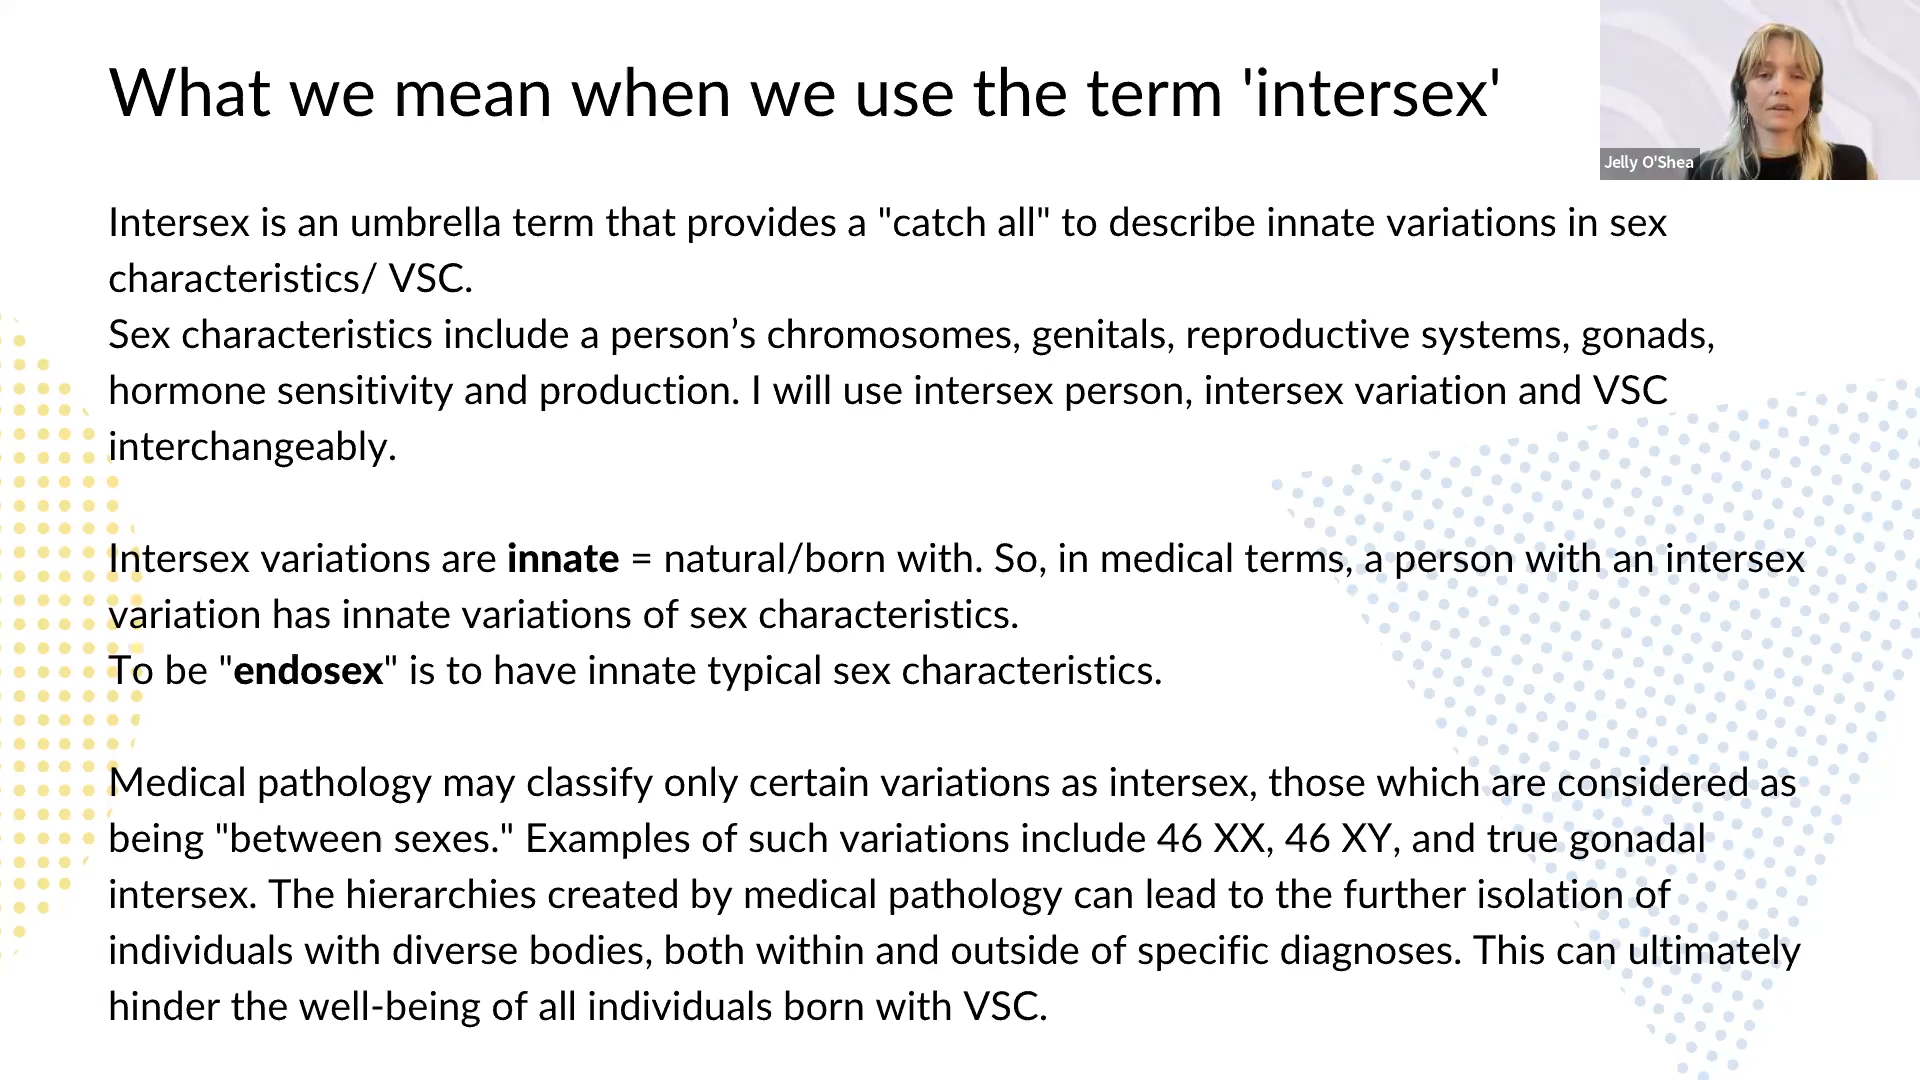 What we mean when we use the term 'intersex'
Jelly O'Shea
Intersex is an umbrella term that provides a "catch all" to describe innate variations in sex
characteristics/ VSC.
Sex characteristics include a person’s chromosomes, genitals, reproductive systems, gonads,
hormone sensitivity and production. I will use intersex person, intersex variation and VSC
interchangeably.
Intersex variations are innate = natural/born with. So, in medical terms, a person with an intersex
variation has innate variations of sex characteristics.
To be "endosex" is to have innate typical sex characteristics.
Medical pathology may classify only certain variations as intersex, those which are considered as
being "between sexes." Examples of such variations include 46 XX, 46 XY, and true gonadal
intersex. The hierarchies created by medical pathology can lead to the further isolation of
individuals with diverse bodies, both within and outside of specific diagnoses. This can ultimately
hinder the well-being of all individuals born with VSC.